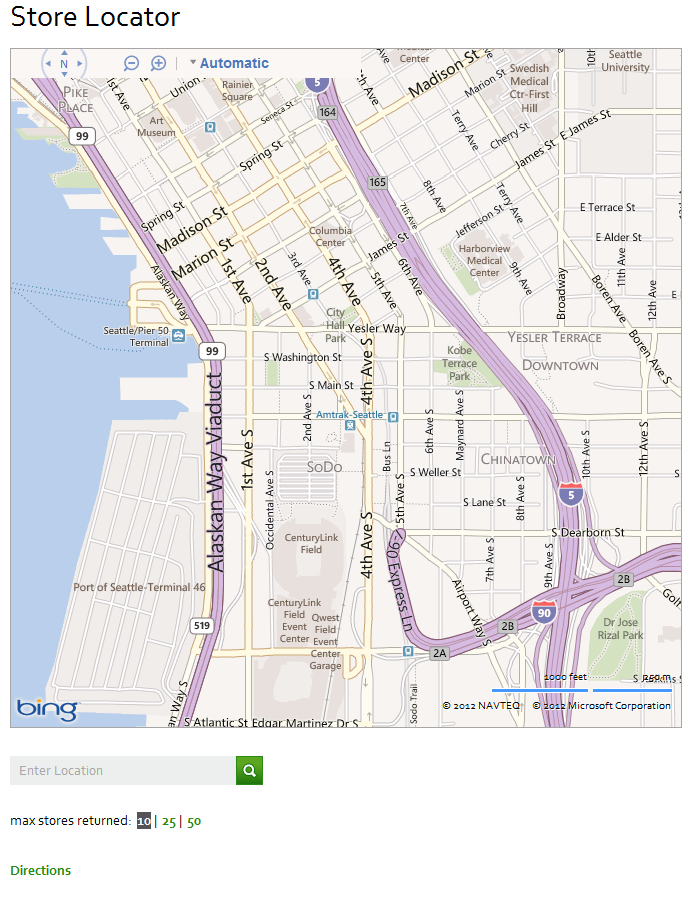 Store Locator
N
Automatic
PIKE
PLACE
1st Ave
Union
Rainier
Square
5
Medical
Center
Madison St
Marion St
Swedish
Medical
Ctr-First
Hill
10th
Seattle
University
99
Art
Museum
Seneca St
164
Terry Ave
Cherry St
E James St
James St
Spring St
165
8th Ave
7th Ave
Terry Ave
Jefferson St
E Terrace St
Spring St
Madison St
Marion St
Columbia
Center
James St
Harborview
Medical
Center
E Alder St
Alaskan Way
1st Ave
2nd Ave
3rd Ave
4th Ave
5th Ave
6th Ave
9th Ave
Broadway
Boren Ave
11th Ave
12th Ave
E
Seattle/Pier 50
Terminal
City
Hall
Park
Yesler Way
YESLER TERRACE
Boren Ave S
99
S Washington St
Kobe
Terrace
Park
DOWNTOWN
S Main St
4th Ave S
Amtrak-Seattle
Alaskan Way Viaduct
1st Ave S
2nd Ave S
Bus Ln
6th Ave S
Maynard Ave S
10th Ave S
12th Ave S
SoDo
S Weller St
CHINATOWN
Occidental Ave S
5th Ave S
S Lane St
8th Ave S
5
CenturyLink
Field
4th Ave S
S Dearborn St
I-90 Express Ln
7th Ave S
9th Ave S
Port of Seattle-Terminal 46
Airport Way S
2B
Golf
CenturyLink
Field
Event
Center
Qwest
Field
Event
Center
Garage
519
90
2B
Dr Jose
Rizal Park
2A
1000 feet
250 m
Sodo Trail
bing
© 2012 NAVTEQ © 2012 Microsoft Corporation
S Atlantic St Edgar Martinez Dr S
Enter Location
max stores returned: 10 | 25 | 50
Directions